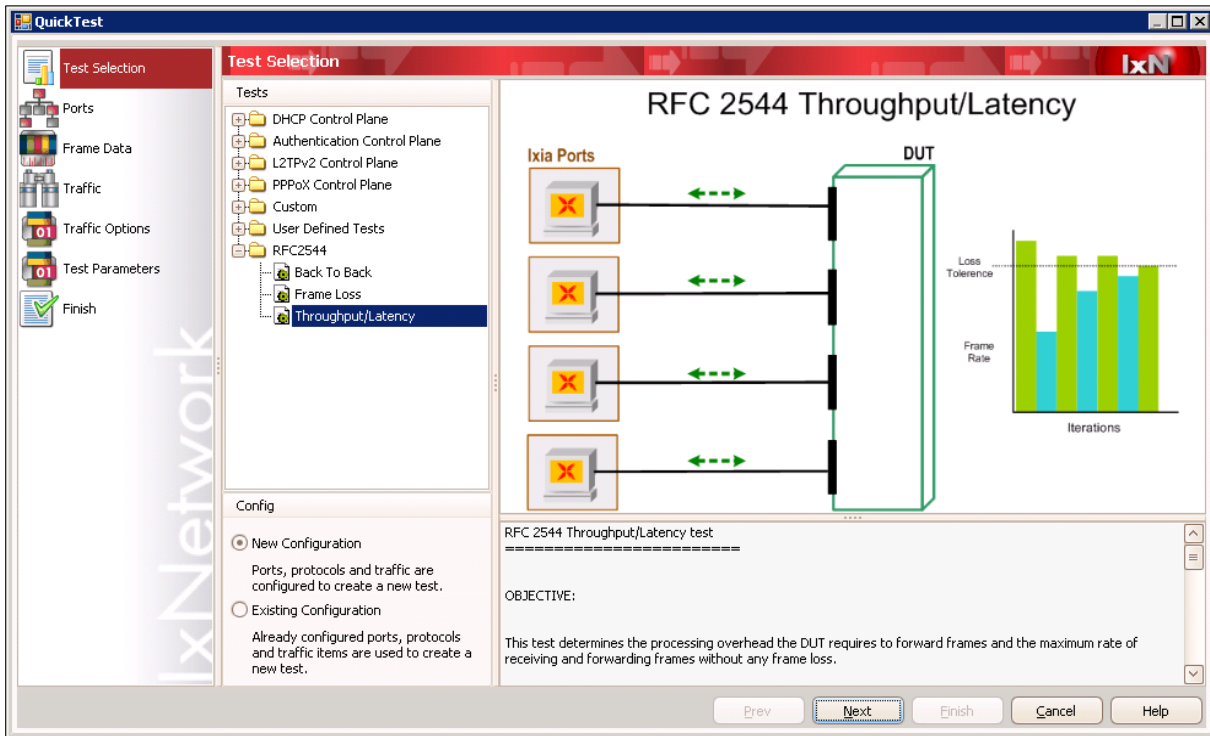 QuickTest
Test Selection
Ports
Frame Data
Traffic
Traffic Options
Test Parameters
Finish
IxNetwork
Test Selection
IxN
Tests
DHCP Control Plane
Authentication Control Plane
L2TPv2 Control Plane
PPPoX Control Plane
Custom
User Defined Tests
RFC2544
Back To Back
Frame Loss
Throughput/Latency
Config
New Configuration
Ports, protocols and traffic are
configured to create a new test.
Existing Configuration
Already configured ports, protocols
and traffic items are used to create a
new test.
RFC 2544 Throughput/Latency
Ixia Ports
DUT
Loss
Tolerence
Frame
Rate
Iterations
RFC 2544 Throughput/Latency test
========================
OBJECTIVE:
This test determines the processing overhead the DUT requires to forward frames and the maximum rate of
receiving and forwarding frames without any frame loss.
Prev
Next
Finish
Cancel
Help